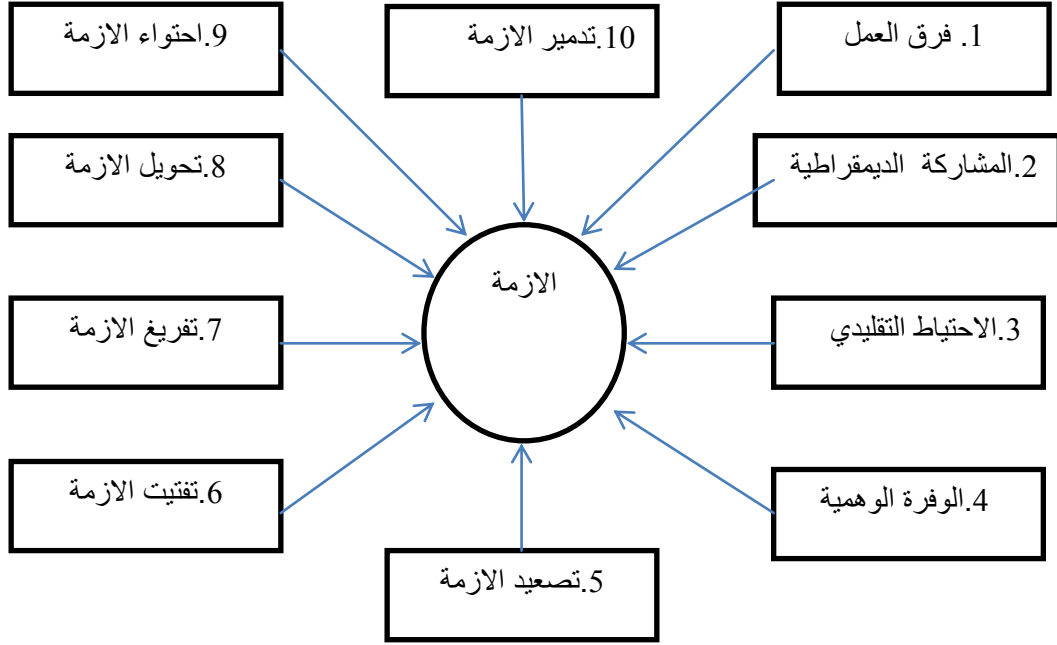 1. فرق العمل
2.المشاركة الديمقراطية
3.الاحتياط التقليدي
4.الوفرة الوهمية
5.تصعيد الازمة
6.تفتيت الازمة
7.تفريغ الازمة
8.تحويل الازمة
9.احتواء الازمة
10.تدمير الازمة
الازمة